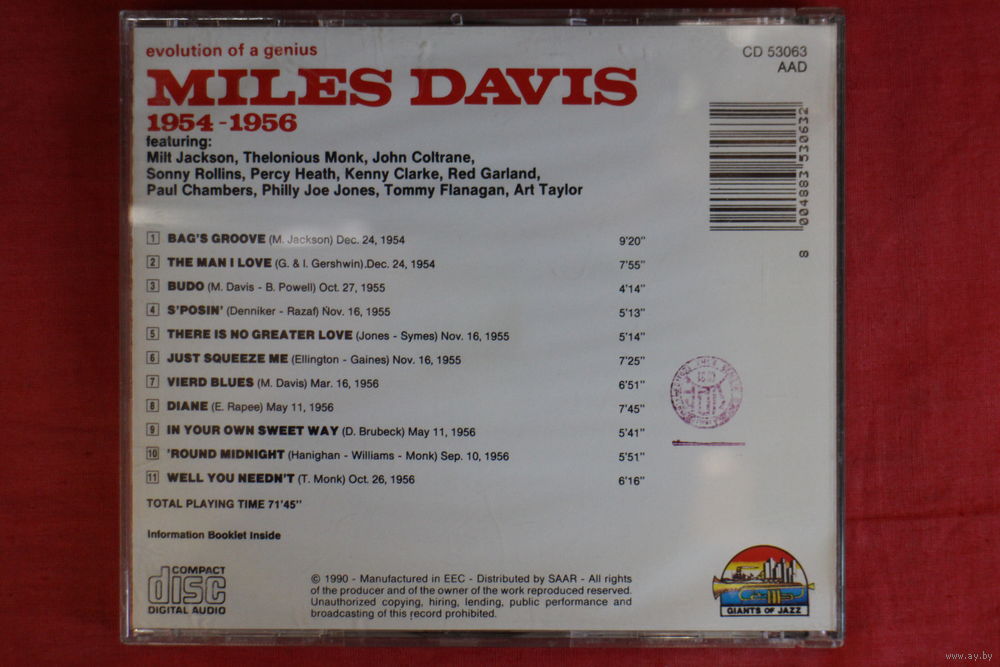 evolution of a genius
MILES DAVIS
1954 - 1956
featuring:
Milt Jackson, Thelonious Monk, John Coltrane,
Sonny Rollins, Percy Heath, Kenny Clarke, Red Garland,
Paul Chambers, Philly Joe Jones, Tommy Flanagan, Art Taylor
CD 53063
AAD
8 004883 530632
8
1 BAG'S GROOVE (M. Jackson) Dec. 24, 1954 9'20"
2 THE MAN I LOVE (G. & I. Gershwin).Dec. 24, 1954 7'55"
3 BUDO (M. Davis - B. Powell) Oct. 27, 1955 4'14"
4 S'POSIN' (Denniker - Razaf) Nov. 16, 1955 5'13"
5 THERE IS NO GREATER LOVE (Jones - Symes) Nov. 16, 1955 5'14"
6 JUST SQUEEZE ME (Ellington - Gaines) Nov. 16, 1955 7'25"
7 VIERD BLUES (M. Davis) Mar. 16, 1956 6'51"
8 DIANE (E. Rapee) May 11, 1956 7'45"
9 IN YOUR OWN SWEET WAY (D. Brubeck) May 11, 1956 5'41"
10 'ROUND MIDNIGHT (Hanighan - Williams - Monk) Sep. 10, 1956 5'51"
11 WELL YOU NEEDN'T (T. Monk) Oct. 26, 1956 6'16"
TOTAL PLAYING TIME 71'45"
Information Booklet Inside
COMPACT
disc
DIGITAL AUDIO
© 1990 - Manufactured in EEC - Distributed by SAAR - All rights
of the producer and of the owner of the work reproduced reserved.
Unauthorized copying, hiring, lending, public performance and
broadcasting of this record prohibited.
GIANTS OF JAZZ
www.ay.by